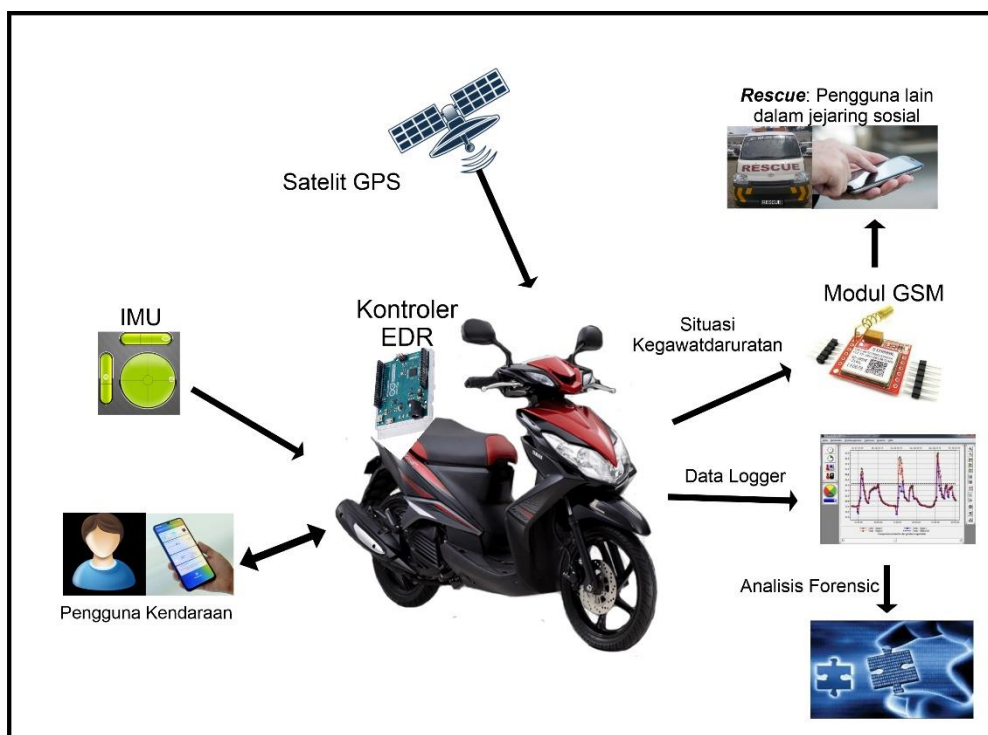 Rescue: Pengguna lain
dalam jejaring sosial
RESCUE
RESCUE
Satelit GPS
Kontroler
EDR
IMU
Situasi
Kegawatdaruratan
Modul GSM
Data Logger
Pengguna Kendaraan
Analisis Forensic